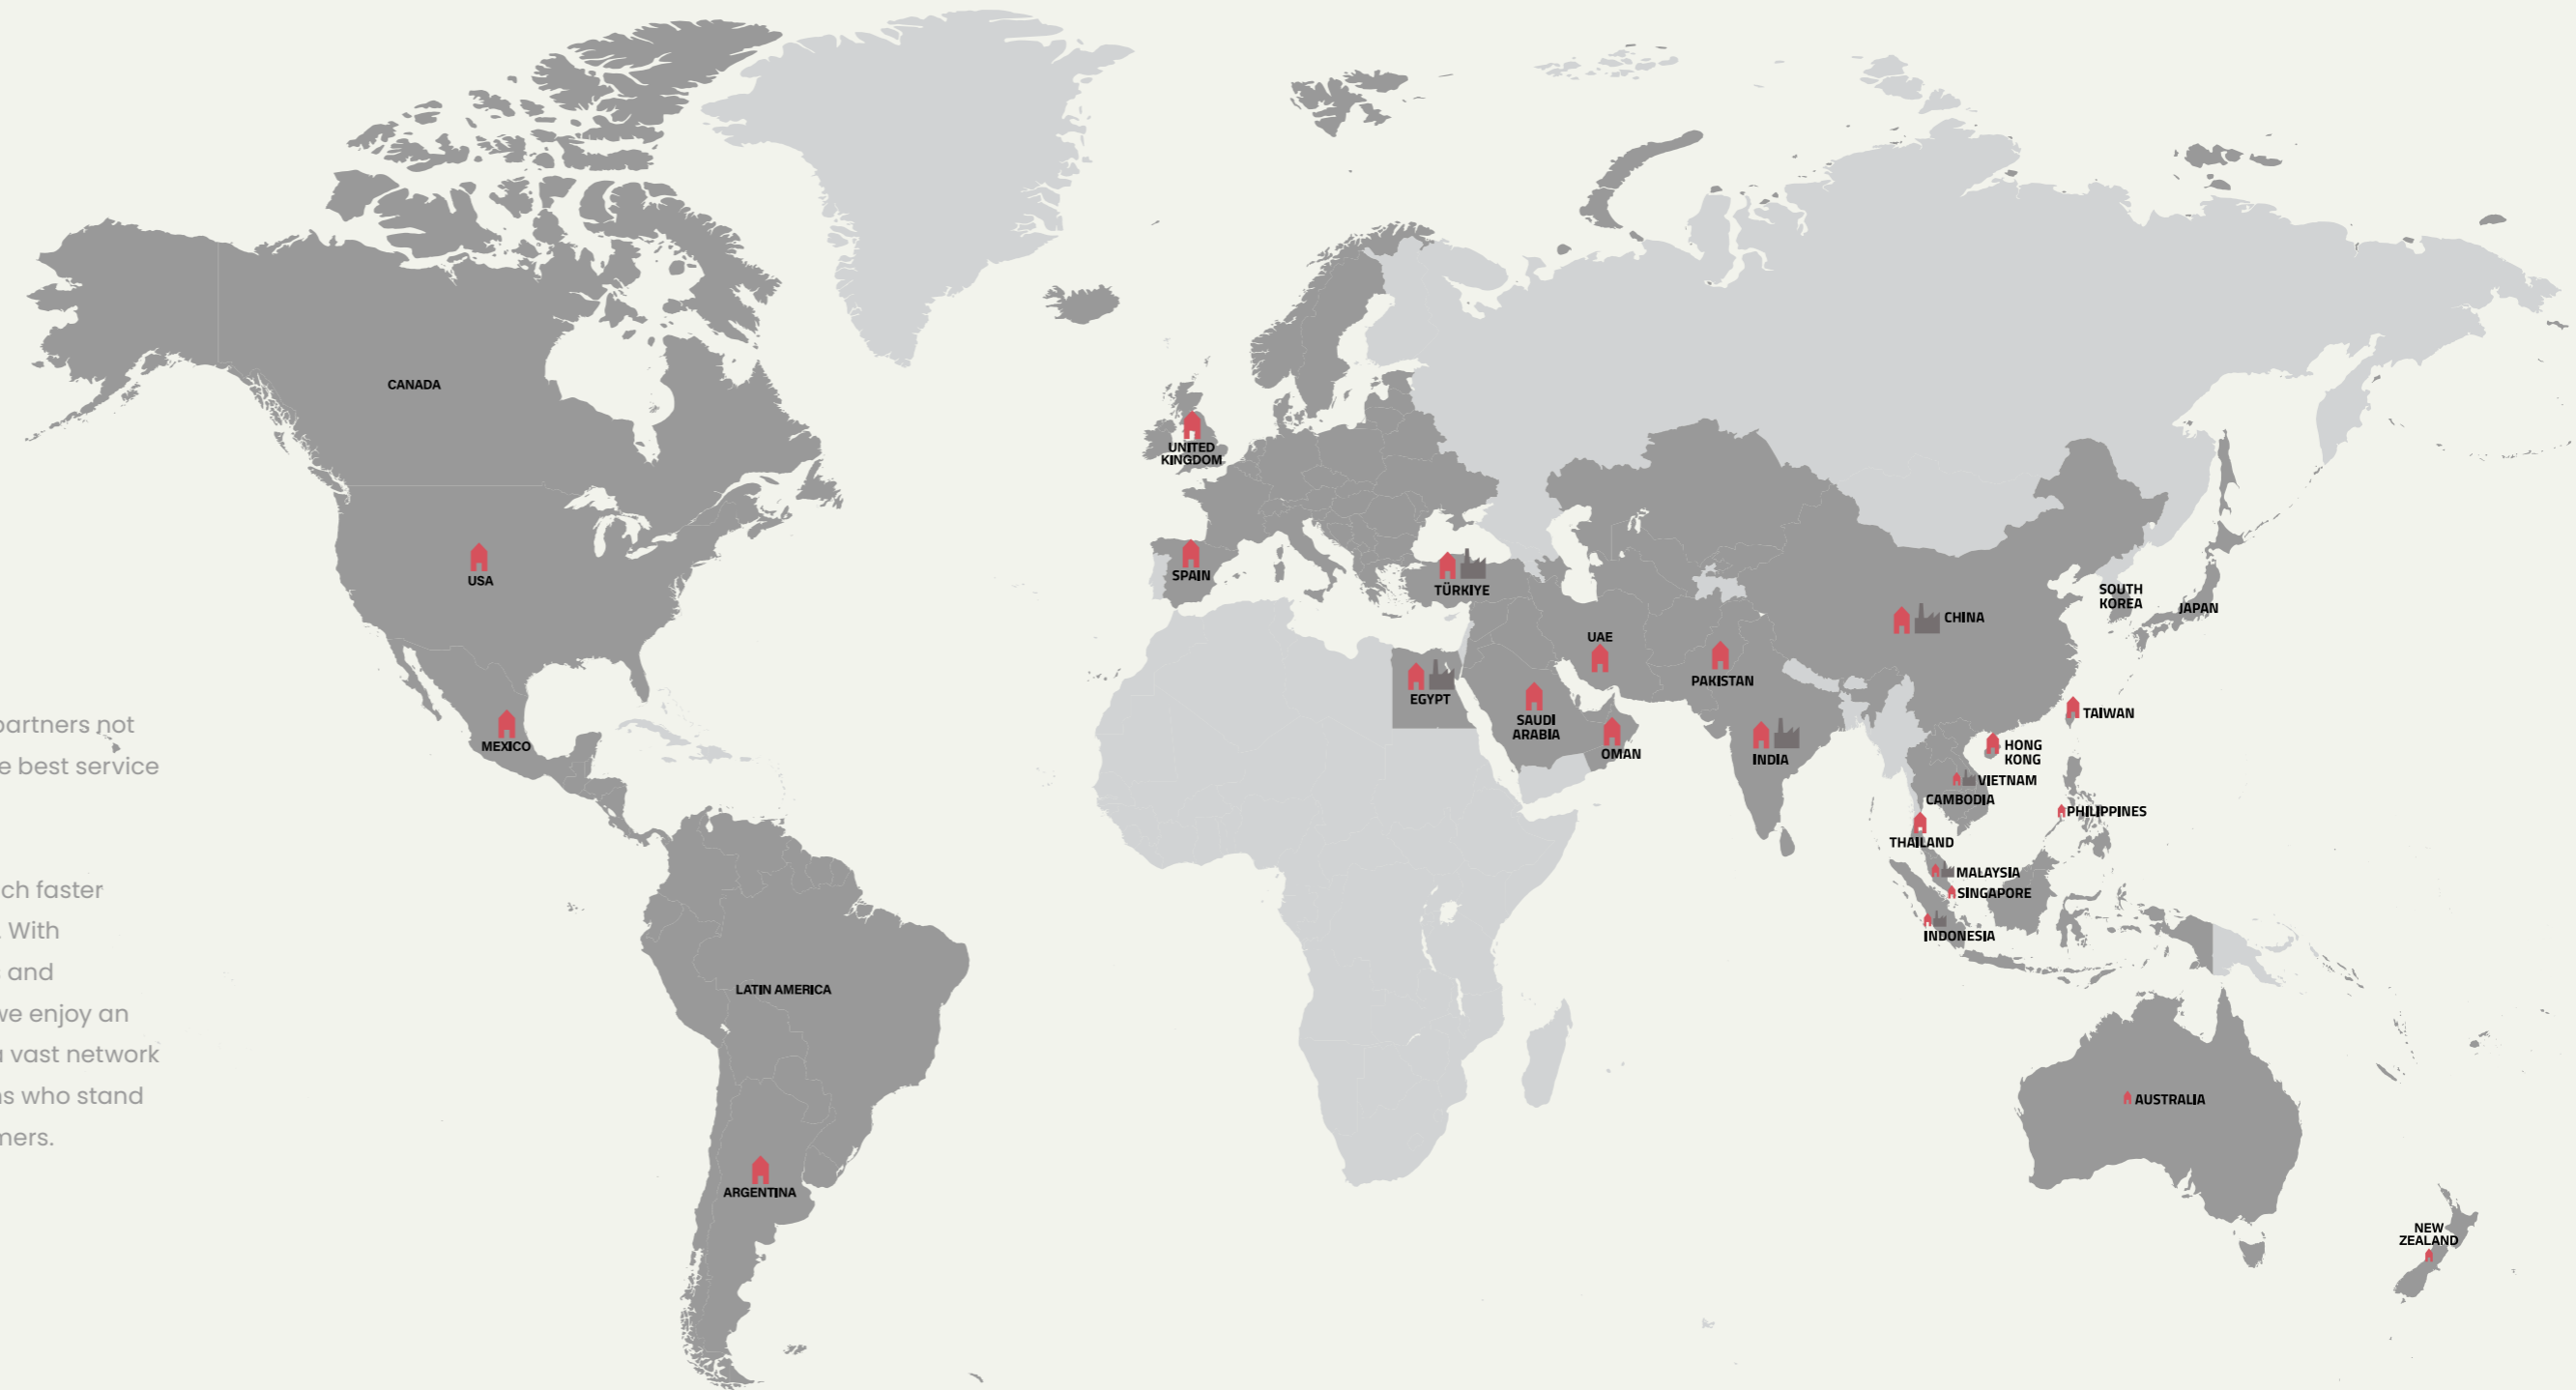 CANADA
UNITED
KINGDOM
USA
SPAIN
TÜRKIYE
SOUTH
KOREA
JAPAN
CHINA
UAE
PAKISTAN
EGYPT
SAUDI
ARABIA
OMAN
INDIA
TAIWAN
HONG
KONG
VIETNAM
CAMBODIA
PHILIPPINES
THAILAND
MALAYSIA
SINGAPORE
INDONESIA
MEXICO
LATIN AMERICA
ARGENTINA
AUSTRALIA
NEW
ZEALAND
partners not
e best service
ch faster
. With
and
we enjoy an
a vast network
who stand